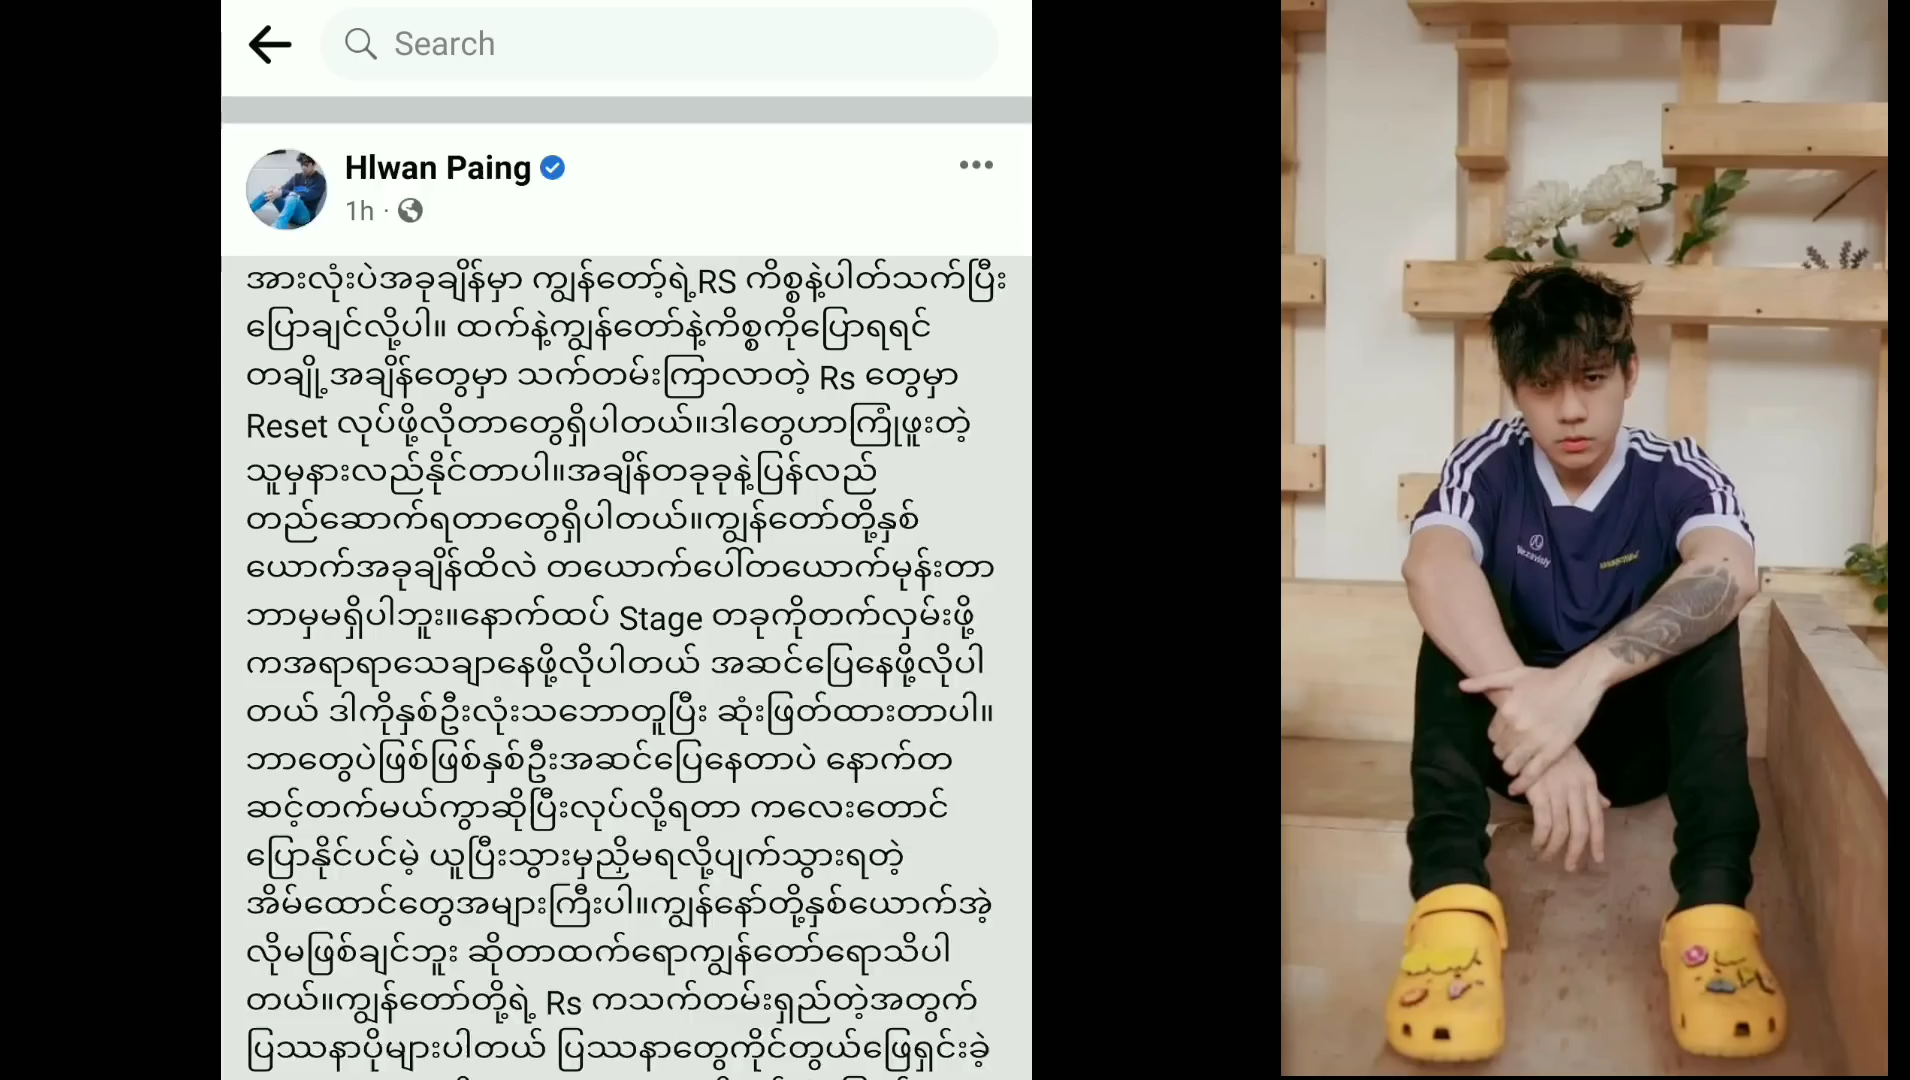 Search
Hlwan Paing
1h ·
အားလုံးပဲအခုချိန်မှာ ကျွန်တော့်ရဲ့RS ကိစ္စနဲ့ပါတ်သက်ပြီး
ပြောချင်လို့ပါ။ ထက်နဲ့ကျွန်တော်နဲ့ကိစ္စကိုပြောရရင်
တချို့အချိန်တွေမှာ သက်တမ်းကြာလာတဲ့ Rs တွေမှာ
Reset လုပ်ဖို့လိုတာတွေရှိပါတယ်။ဒါတွေဟာကြုံဖူးတဲ့
သူမှနားလည်နိုင်တာပါ။အချိန်တခုခုနဲ့ပြန်လည်
တည်ဆောက်ရတာတွေရှိပါတယ်။ကျွန်တော်တို့နှစ်
ယောက်အခုချိန်ထိလဲ တယောက်ပေါ်တယောက်မုန်းတာ
ဘာမှမရှိပါဘူး။နောက်ထပ် Stage တခုကိုတက်လှမ်းဖို့
ကအရာရာသေချာနေဖို့လိုပါတယ် အဆင်ပြေနေဖို့လိုပါ
တယ် ဒါကိုနှစ်ဦးလုံးသဘောတူပြီး ဆုံးဖြတ်ထားတာပါ။
ဘာတွေပဲဖြစ်ဖြစ်နှစ်ဦးအဆင်ပြေနေတာပဲ နောက်တ
ဆင့်တက်မယ်ကွာဆိုပြီးလုပ်လို့ရတာ ကလေးတောင်
ပြောနိုင်ပင်မဲ့ ယူပြီးသွားမှညှိမရလို့ပျက်သွားရတဲ့
အိမ်ထောင်တွေအများကြီးပါ။ကျွန်နော်တို့နှစ်ယောက်အဲ့
လိုမဖြစ်ချင်ဘူး ဆိုတာထက်ရောကျွန်တော်ရောသိပါ
တယ်။ကျွန်တော်တို့ရဲ့ Rs ကသက်တမ်းရှည်တဲ့အတွက်
ပြဿနာပိုများပါတယ် ပြဿနာတွေကိုင်တွယ်ဖြေရှင်းခဲ့